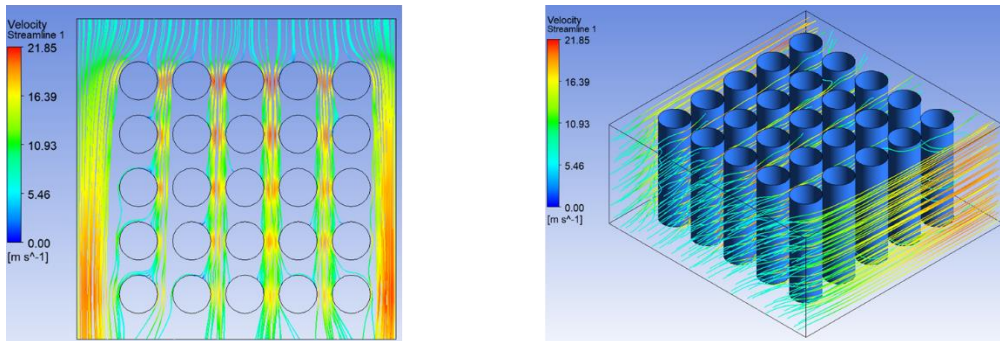 Velocity
Streamline 1
21.85
16.39
10.93
5.46
0.00
[m s^-1]
Velocity
Streamline 1
21.85
16.39
10.93
5.46
0.00
[m s^-1]